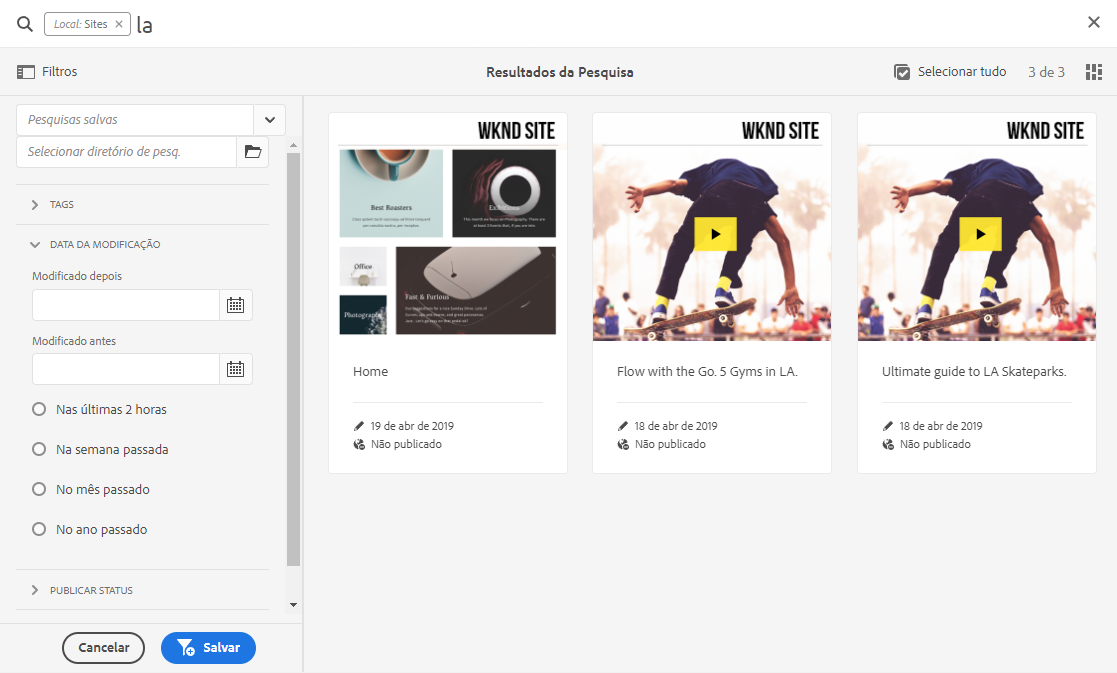 Local: Sites × la
Filtros
Resultados da Pesquisa
Selecionar tudo
3 de 3
Pesquisas salvas
Selecionar diretório de pesq.
TAGS
DATA DA MODIFICAÇÃO
Modificado depois
Modificado antes
Nas últimas 2 horas
Na semana passada
No mês passado
No ano passado
PUBLICAR STATUS
Cancelar
Salvar
WKND SITE
Best Roasters
Office
Fast & Furious
Photography
Home
19 de abr de 2019
Não publicado
WKND SITE
Flow with the Go. 5 Gyms in LA.
18 de abr de 2019
Não publicado
WKND SITE
Ultimate guide to LA Skateparks.
18 de abr de 2019
Não publicado